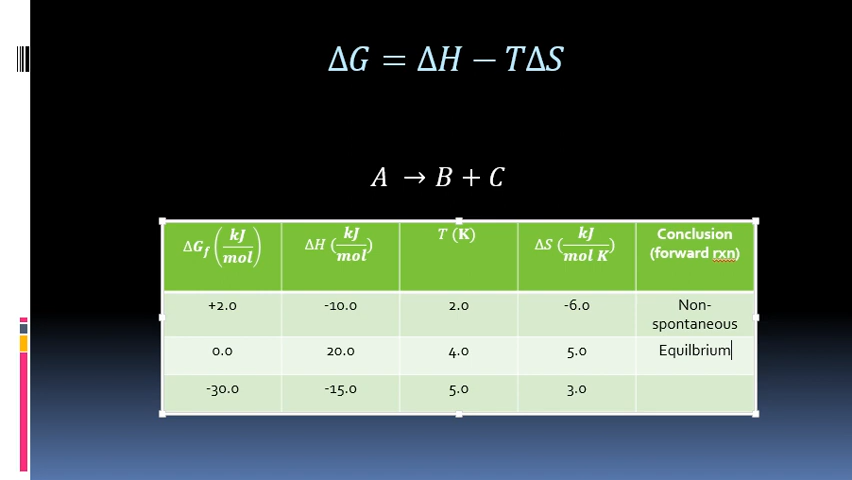 ΔG = ΔH − TΔS
A → B + C
ΔG_f (kJ/mol) ΔH (kJ/mol) T (K) ΔS (kJ/mol K) Conclusion (forward rxn)
+2.0 -10.0 2.0 -6.0 Non-spontaneous
0.0 20.0 4.0 5.0 Equilbrium
-30.0 -15.0 5.0 3.0